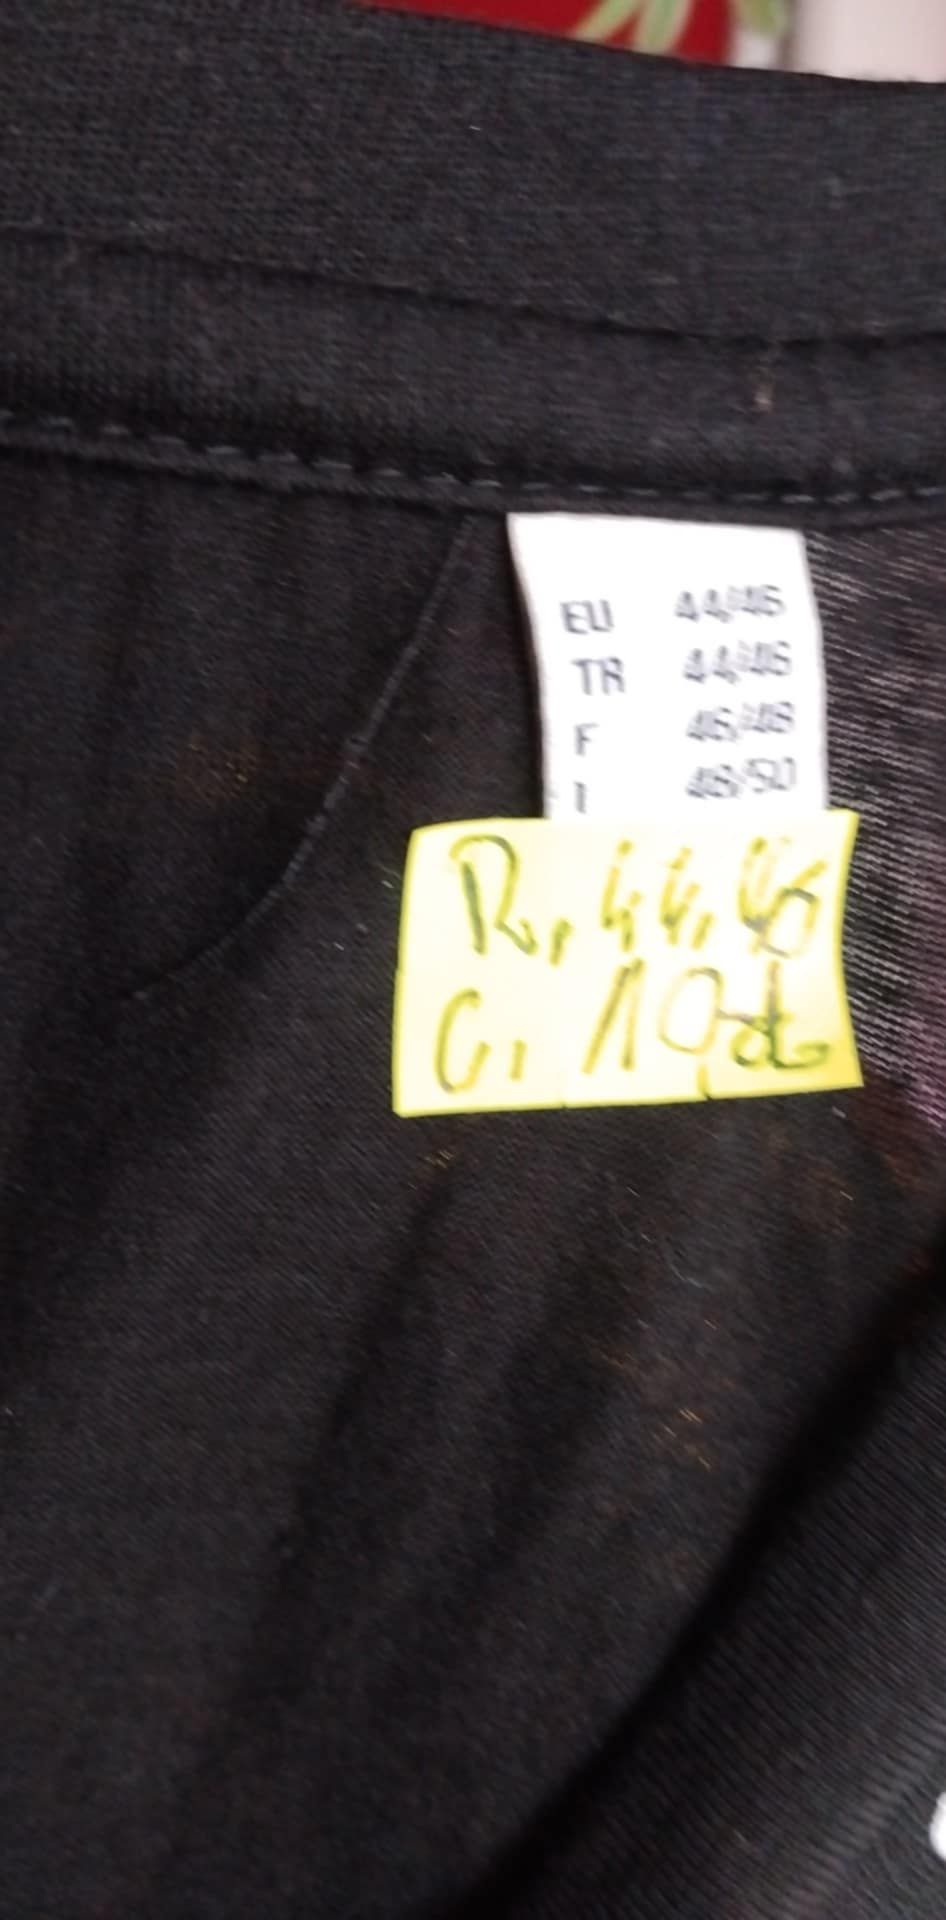 EU 44/46
TR 44/46
F 46/48
I 48/50
R, 44, 46
C, 10zł